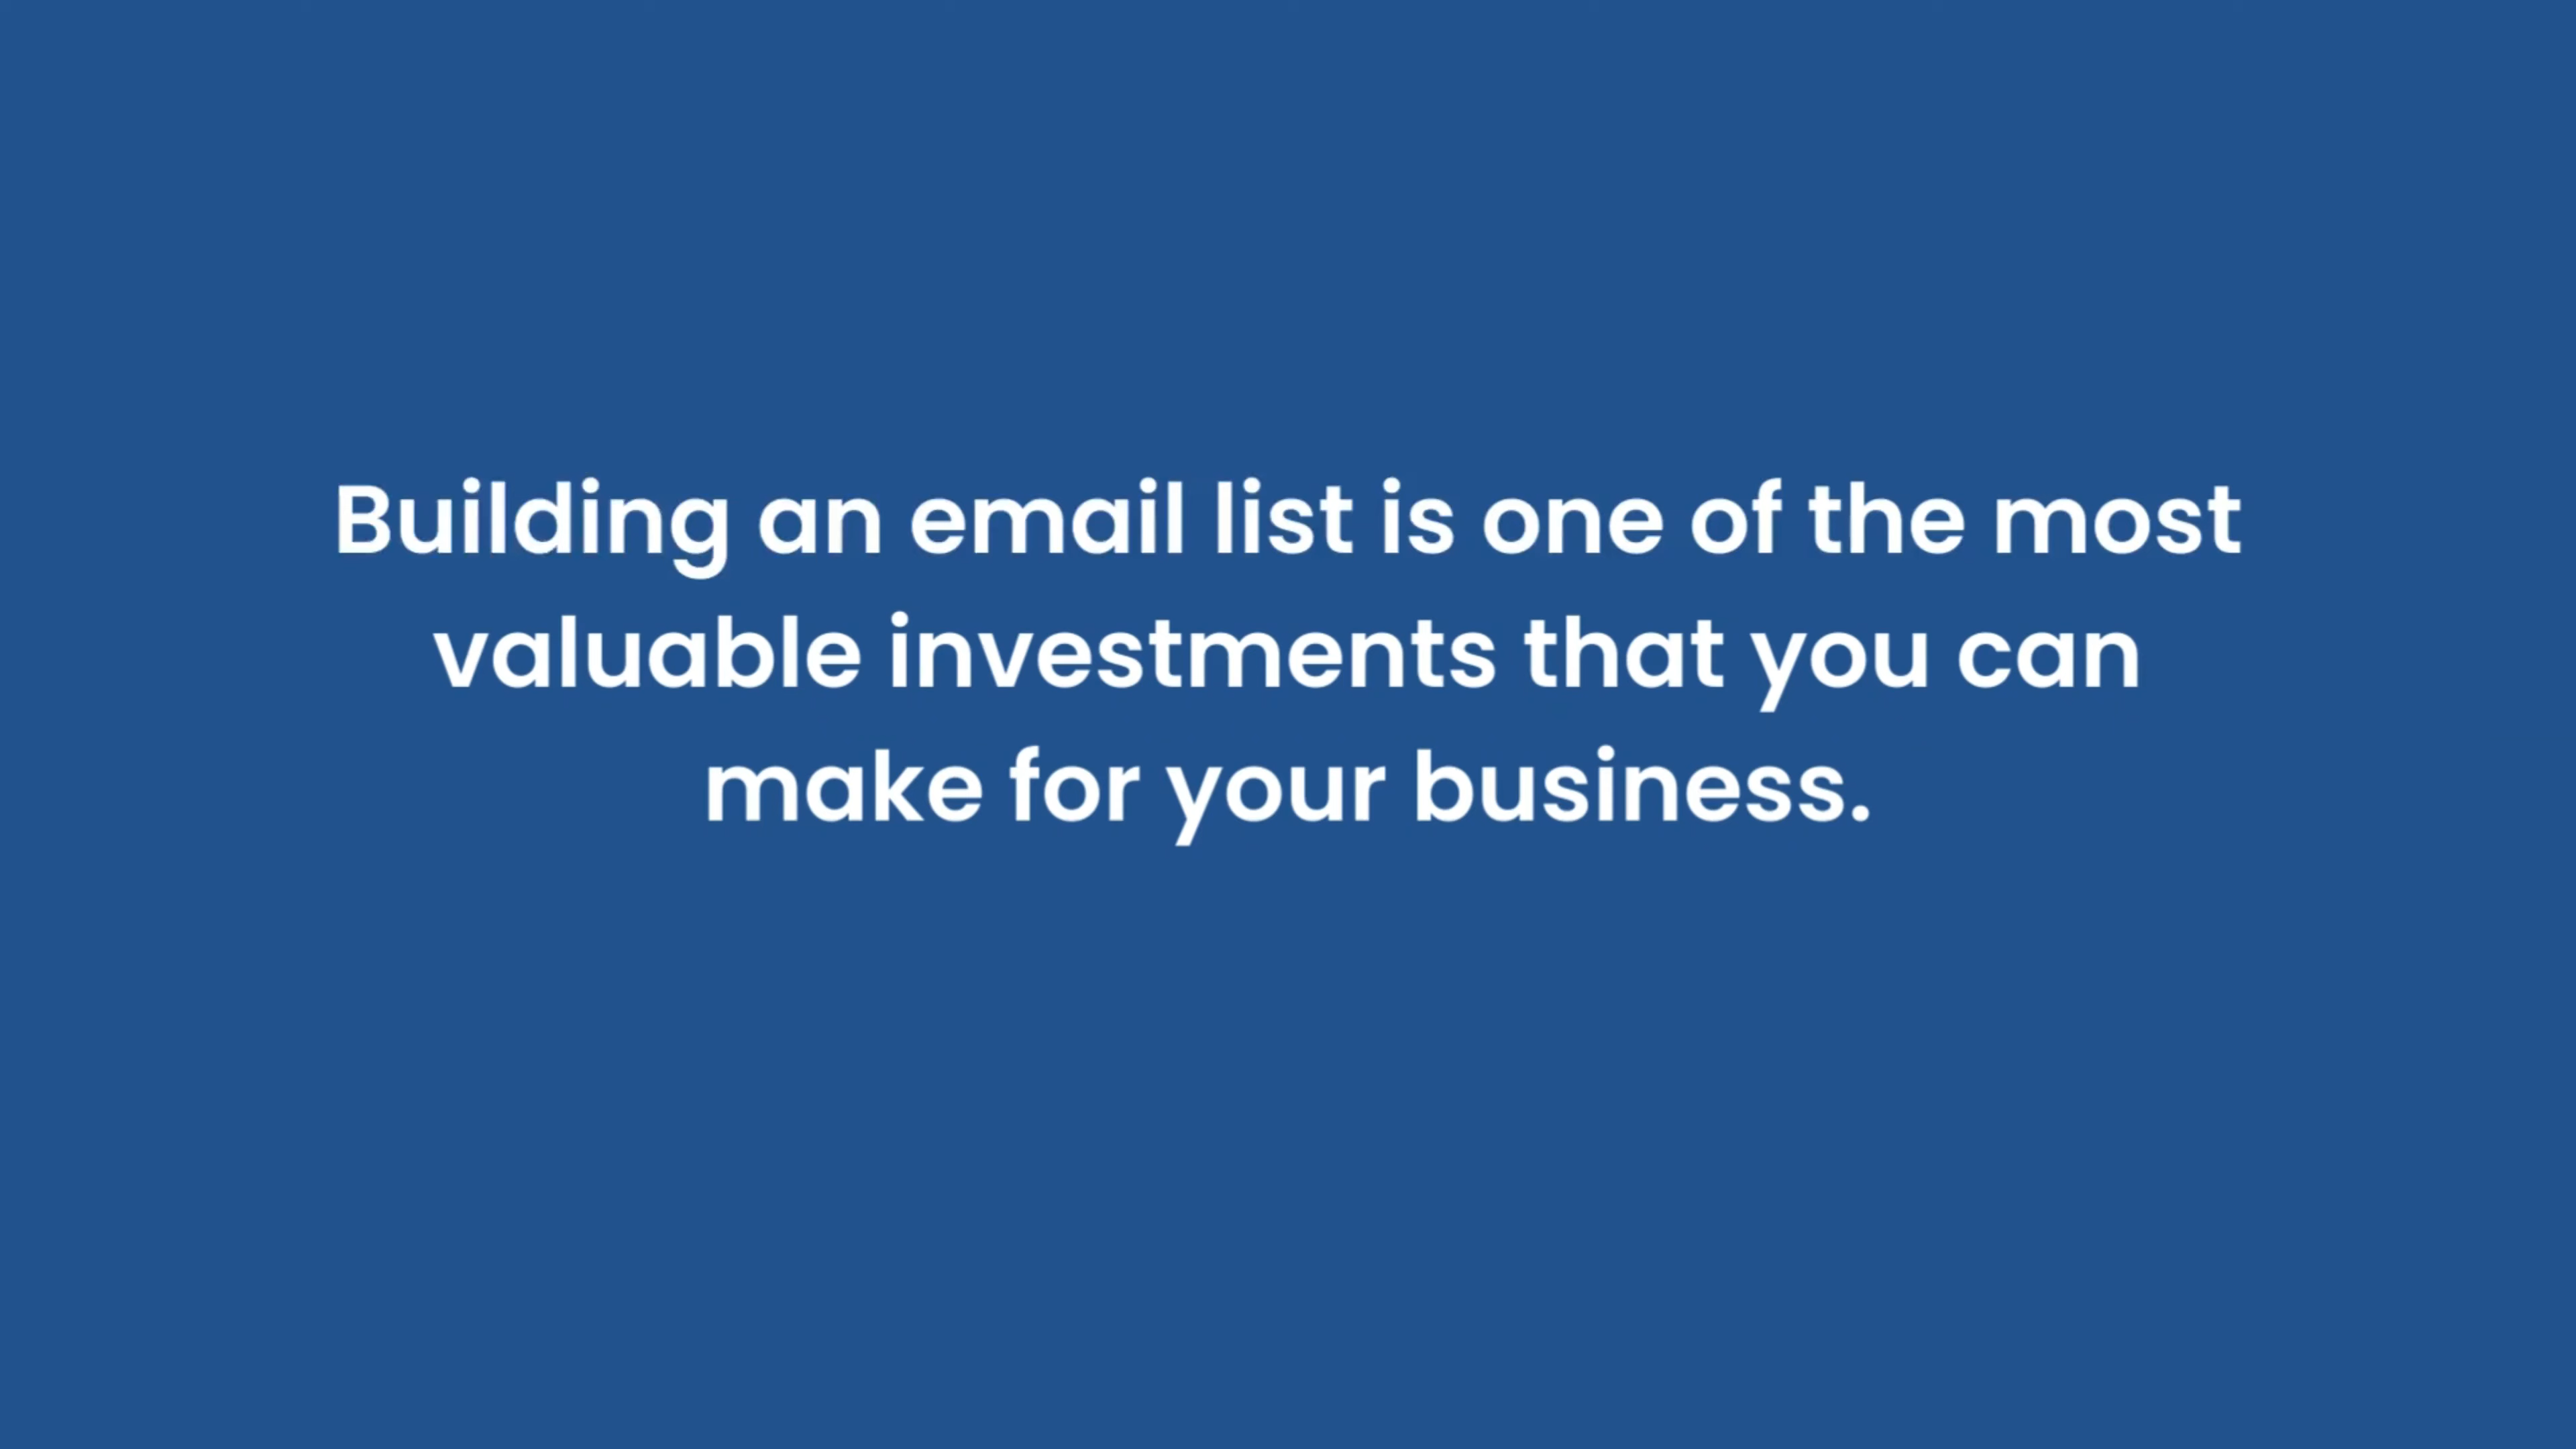 Building an email list is one of the most
valuable investments that you can
make for your business.